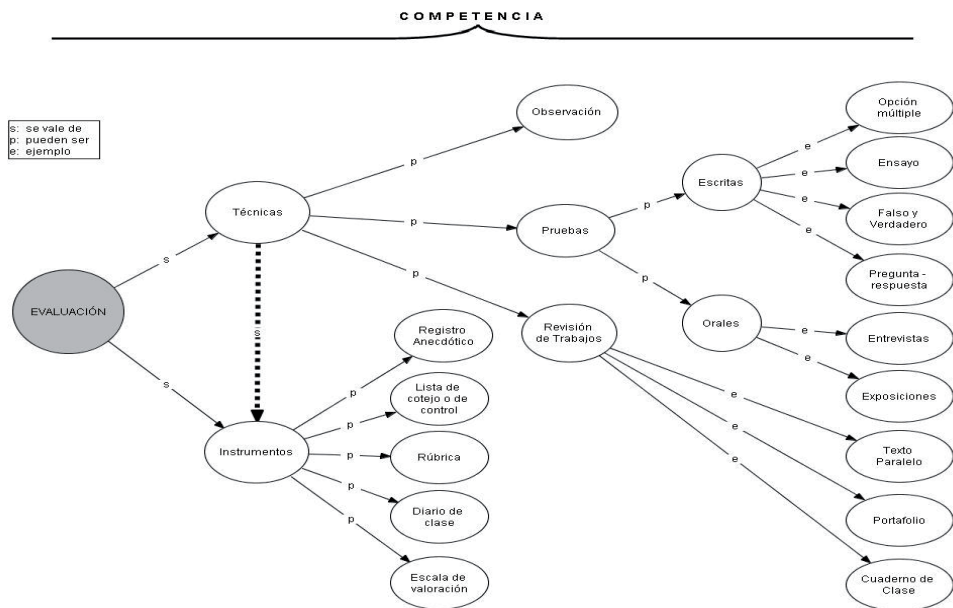 COMPETENCIA
s: se vale de
p: pueden ser
e: ejemplo
EVALUACIÓN
s
s
Técnicas
s
Instrumentos
p
p
p
Observación
Pruebas
Revisión
de Trabajos
p
p
Escritas
Orales
e
e
e
e
Opción
múltiple
Ensayo
Falso y
Verdadero
Pregunta -
respuesta
e
e
Entrevistas
Exposiciones
e
e
e
Texto
Paralelo
Portafolio
Cuaderno de
Clase
p
p
p
p
p
Registro
Anecdótico
Lista de
cotejo o de
control
Rúbrica
Diario de
clase
Escala de
valoración